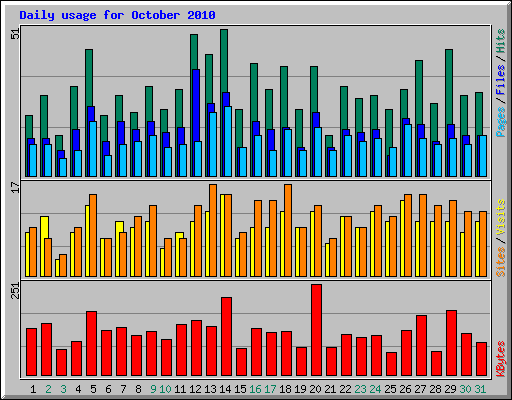 Daily usage for October 2010
51
Pages / Files / Hits
17
Sites / Visits
251
KBytes
1 2 3 4 5 6 7 8 9 10 11 12 13 14 15 16 17 18 19 20 21 22 23 24 25 26 27 28 29 30 31